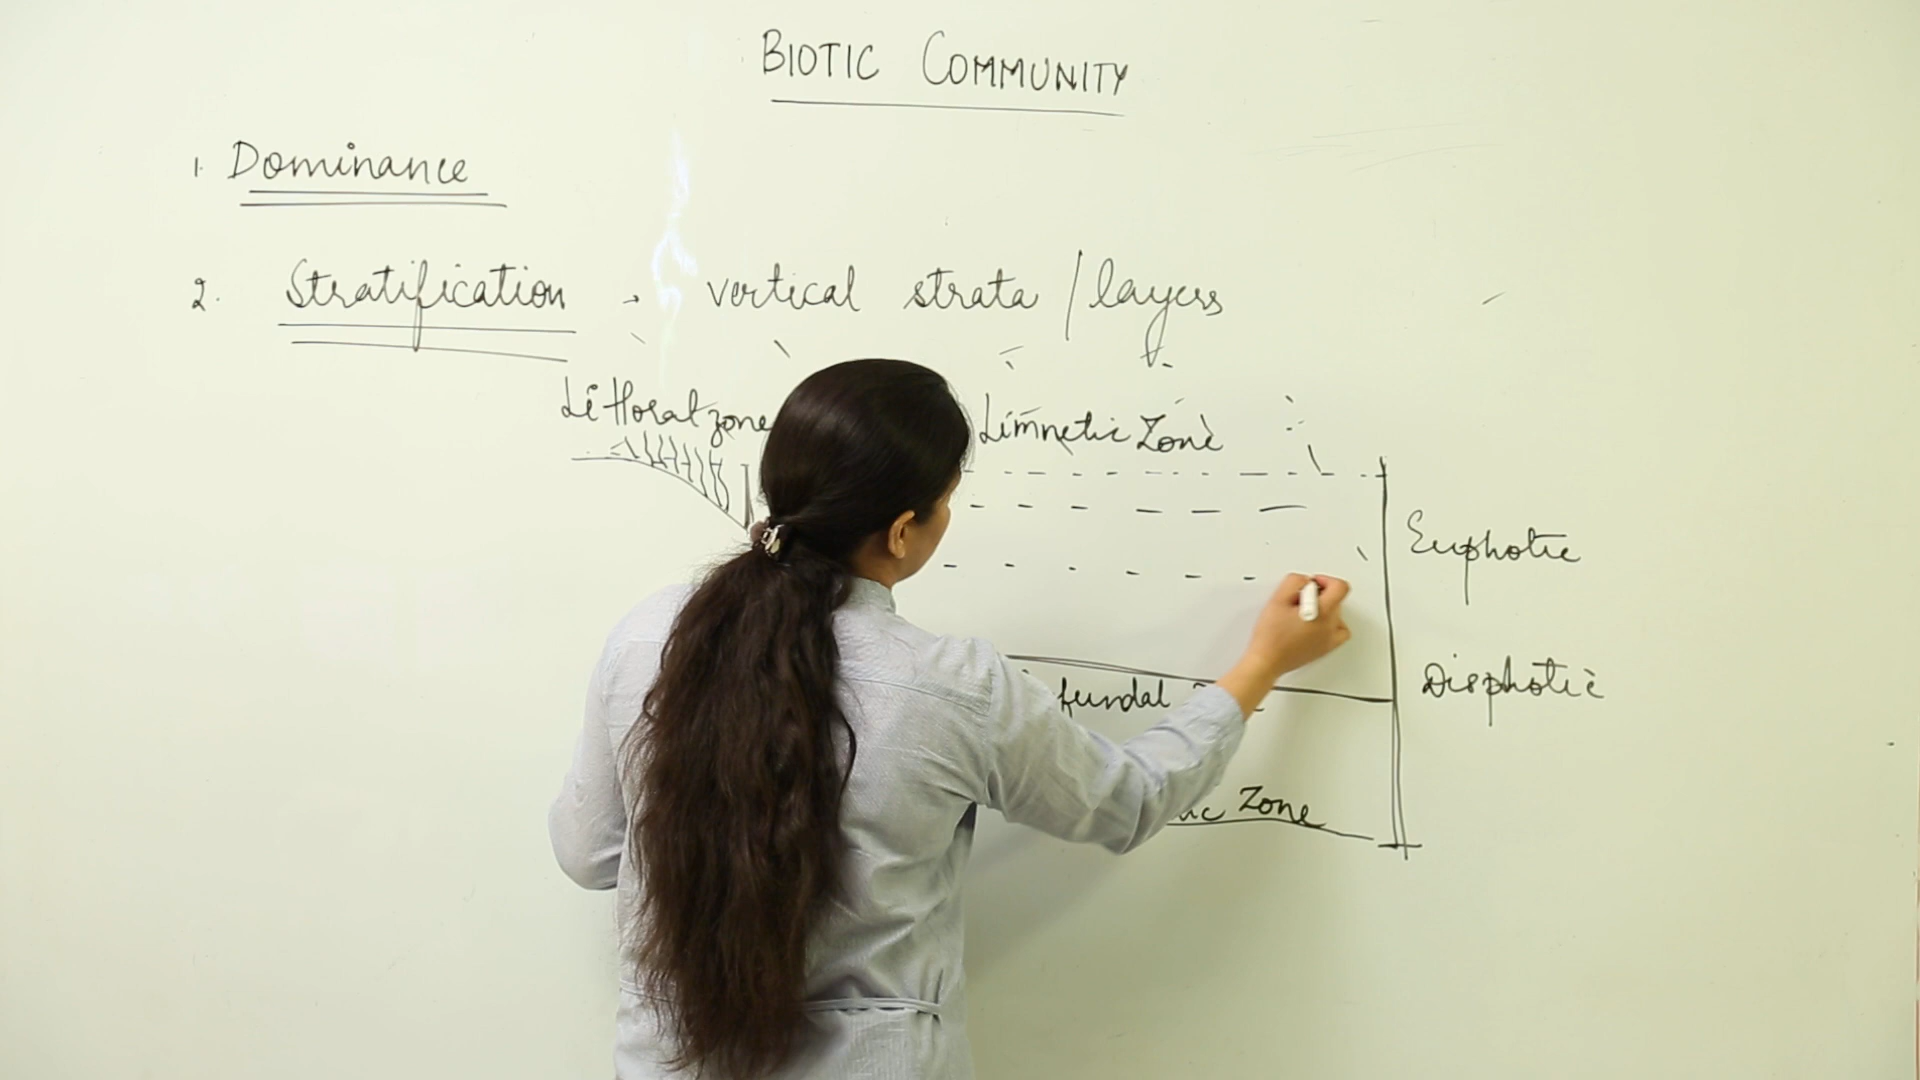 BIOTIC COMMUNITY
1. Dominance
2. Stratification → vertical strata / layers
Littoral zone
Limnetic Zone
Euphotic
fundal
Disphotic
Zone